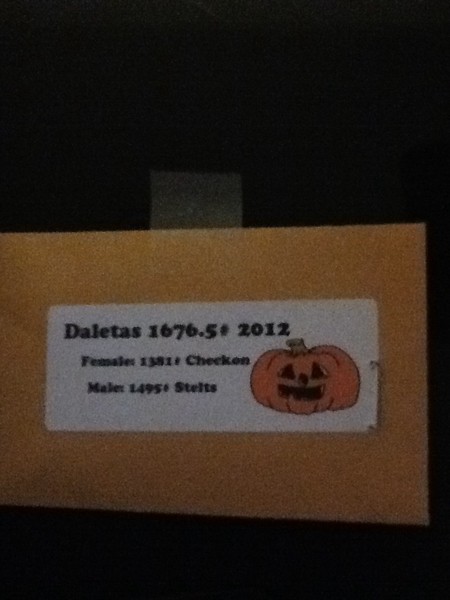 Daletas 1676.5# 2012
Female: 1381# Checkon
Male: 1495# Stelts